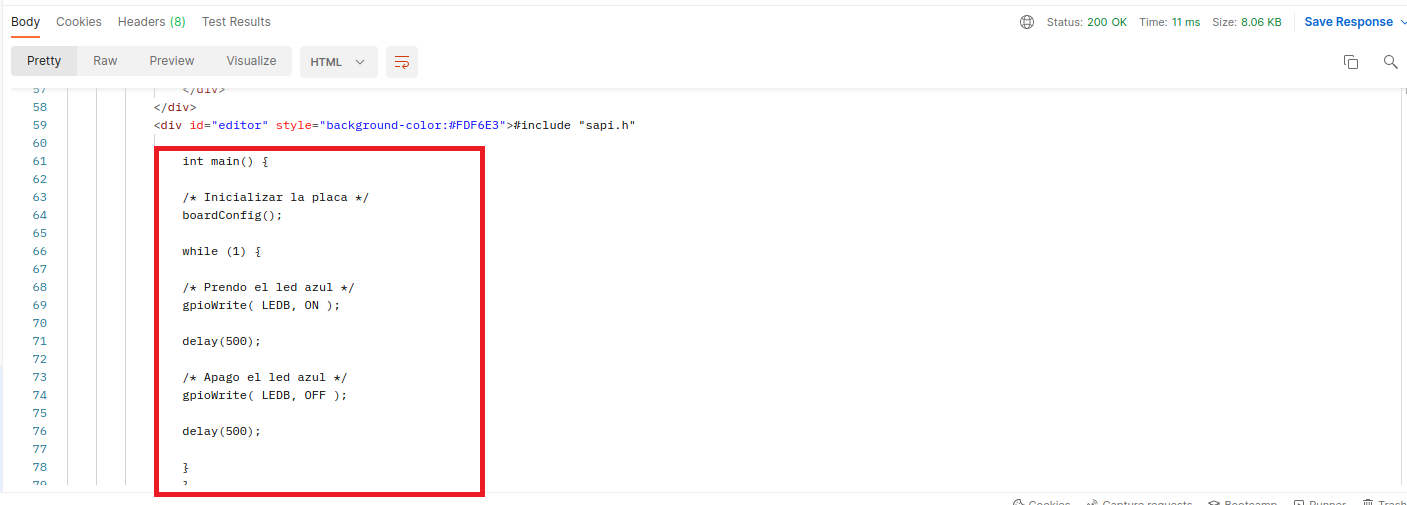 Body Cookies Headers (8) Test Results Status: 200 OK Time: 11 ms Size: 8.06 KB Save Response
Pretty Raw Preview Visualize HTML
57 </div>
58 </div>
59 <div id="editor" style="background-color:#FDF6E3">#include "sapi.h"
60
61 int main() {
62
63 /* Inicializar la placa */
64 boardConfig();
65
66 while (1) {
67
68 /* Prendo el led azul */
69 gpioWrite( LEDB, ON );
70
71 delay(500);
72
73 /* Apago el led azul */
74 gpioWrite( LEDB, OFF );
75
76 delay(500);
77
78 }
79 }
Cookies Capture requests Bootcamp Runner Trash